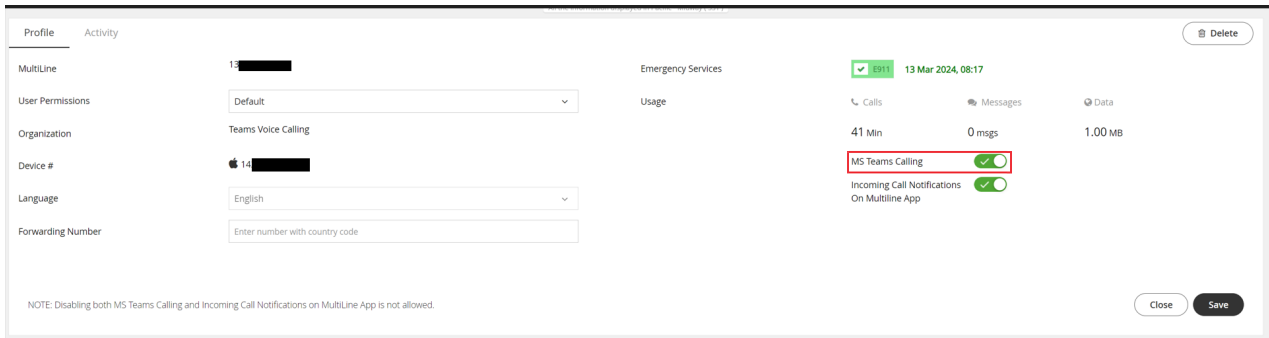 Profile
Activity
Delete
MultiLine
13
Emergency Services
E911
13 Mar 2024, 08:17
User Permissions
Default
Usage
Calls
Messages
Data
Organization
Teams Voice Calling
41 Min
0 msgs
1.00 MB
Device #
14
MS Teams Calling
Language
English
Incoming Call Notifications
On Multiline App
Forwarding Number
Enter number with country code
NOTE: Disabling both MS Teams Calling and Incoming Call Notifications on MultiLine App is not allowed.
Close
Save